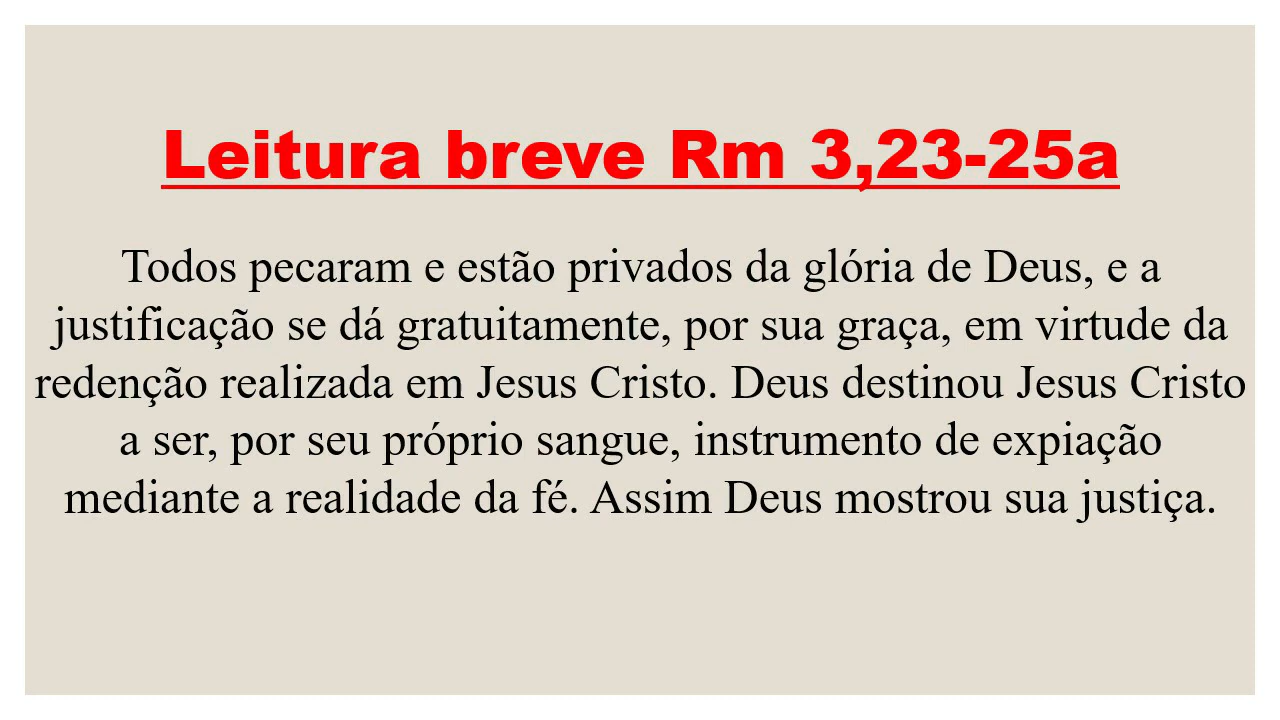 Leitura breve Rm 3,23-25a
Todos pecaram e estão privados da glória de Deus, e a
justificação se dá gratuitamente, por sua graça, em virtude da
redenção realizada em Jesus Cristo. Deus destinou Jesus Cristo
a ser, por seu próprio sangue, instrumento de expiação
mediante a realidade da fé. Assim Deus mostrou sua justiça.